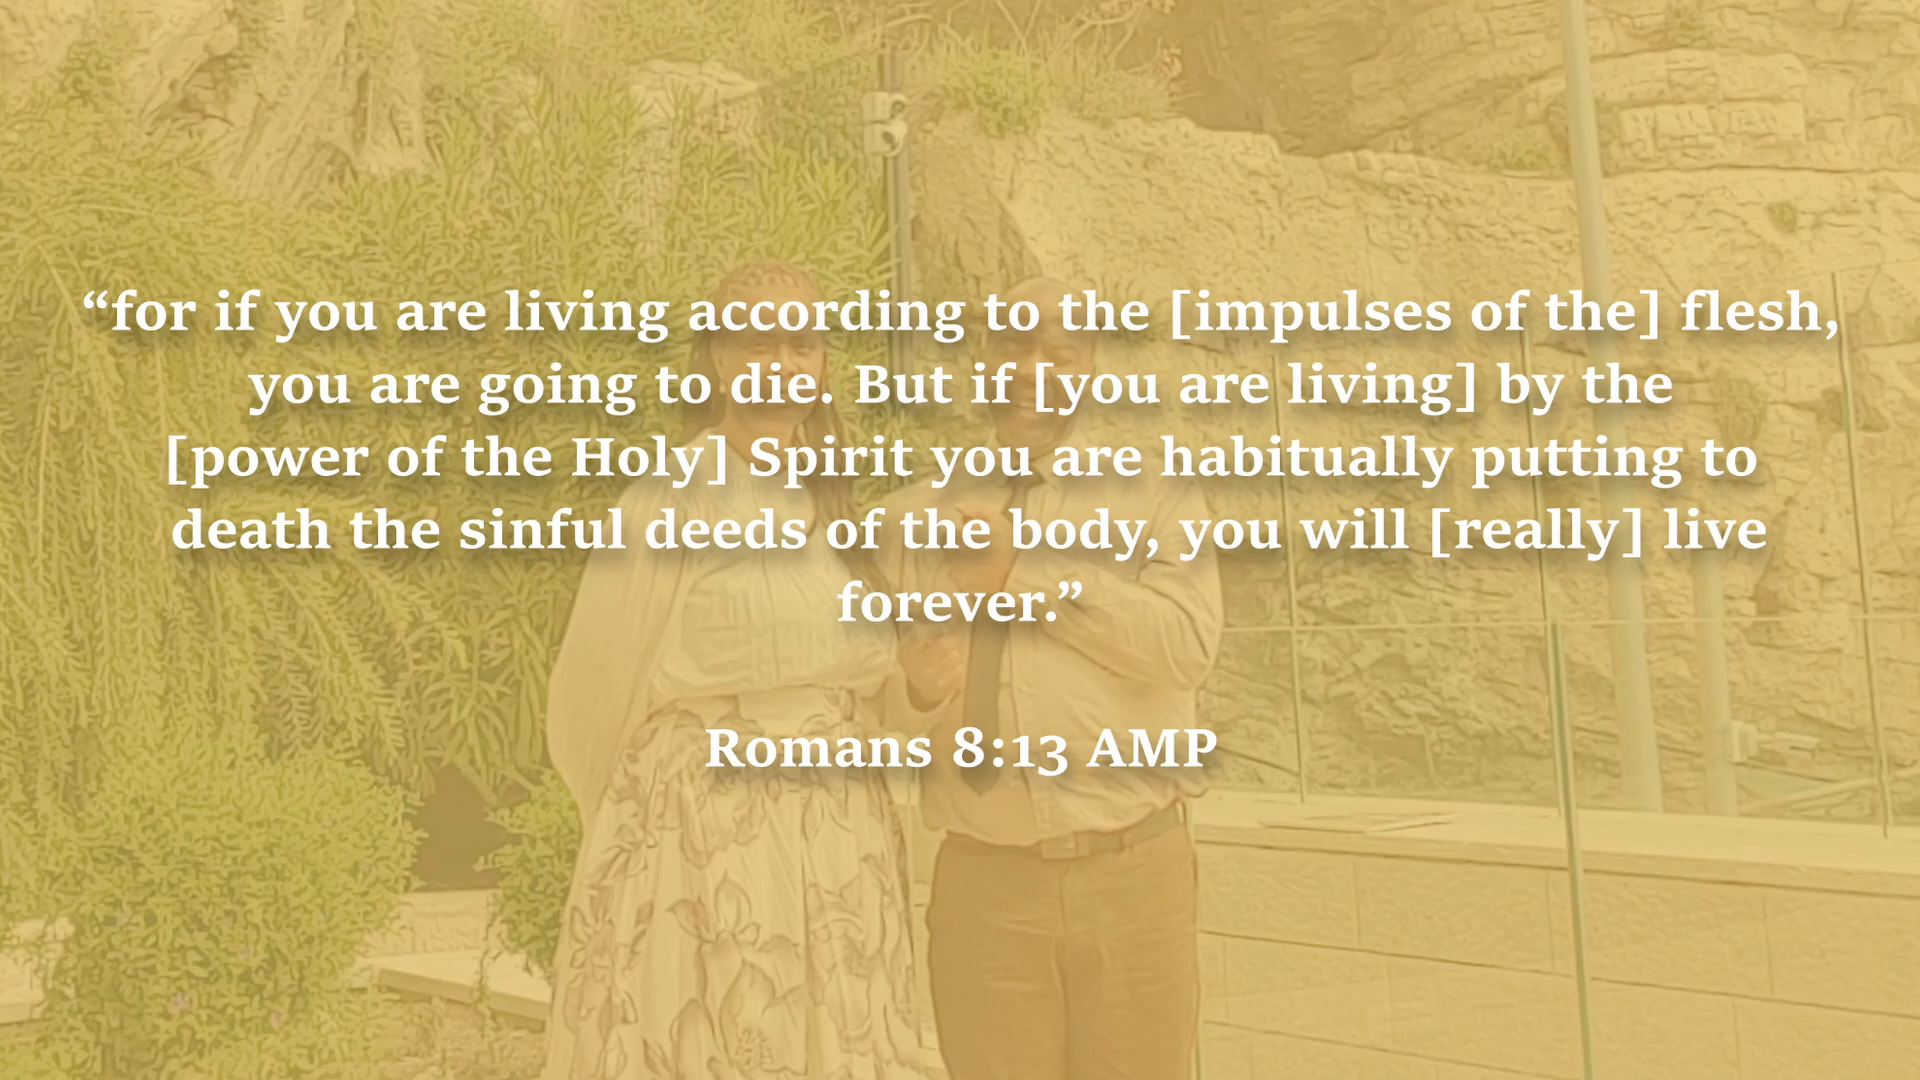 “for if you are living according to the [impulses of the] flesh,
you are going to die. But if [you are living] by the
[power of the Holy] Spirit you are habitually putting to
death the sinful deeds of the body, you will [really] live
forever.”
Romans 8:13 AMP